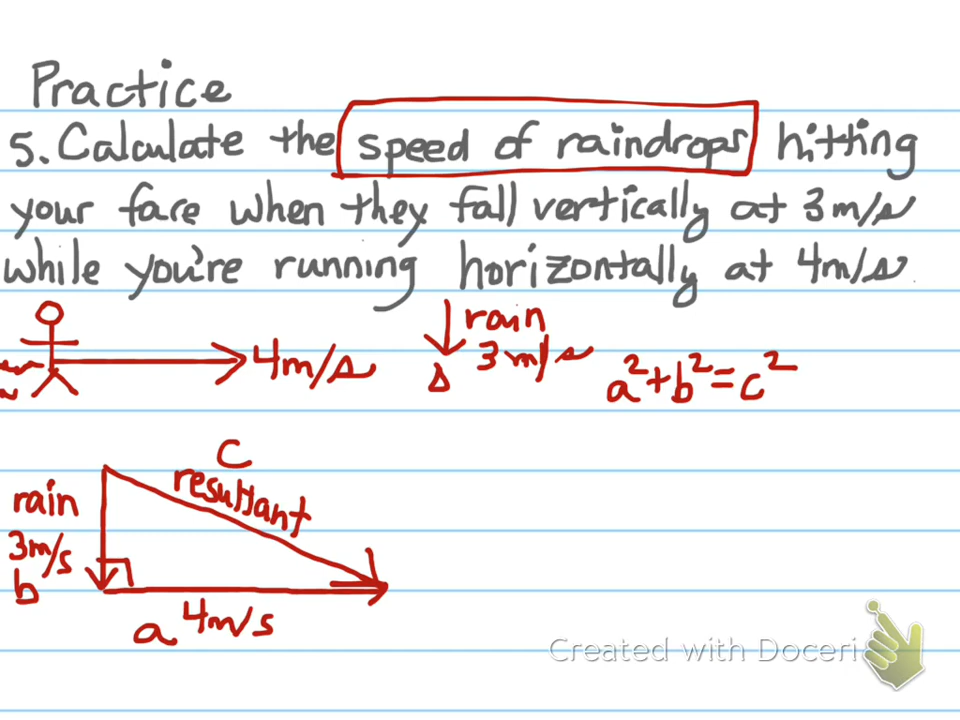 Practice
5. Calculate the speed of raindrops hitting
your face when they fall vertically at 3m/s
while you're running horizontally at 4m/s.
4m/s
rain
3m/s
a²+b²=c²
C
resultant
rain
3m/s
b
a 4m/s
Created with Doceri